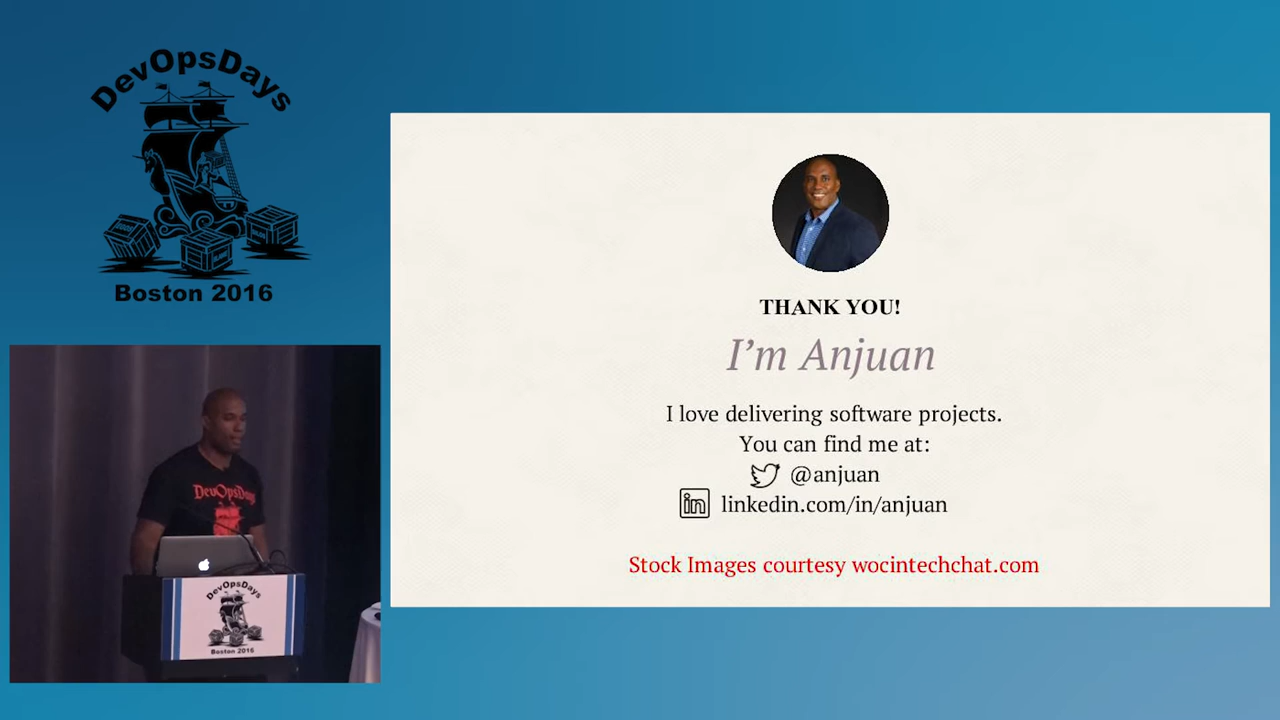 DevOpsDays
Boston 2016
THANK YOU!
I'm Anjuan
I love delivering software projects.
You can find me at:
@anjuan
in linkedin.com/in/anjuan
Stock Images courtesy wocintechchat.com
DevOpsDays
DevOpsDays
Boston 2016